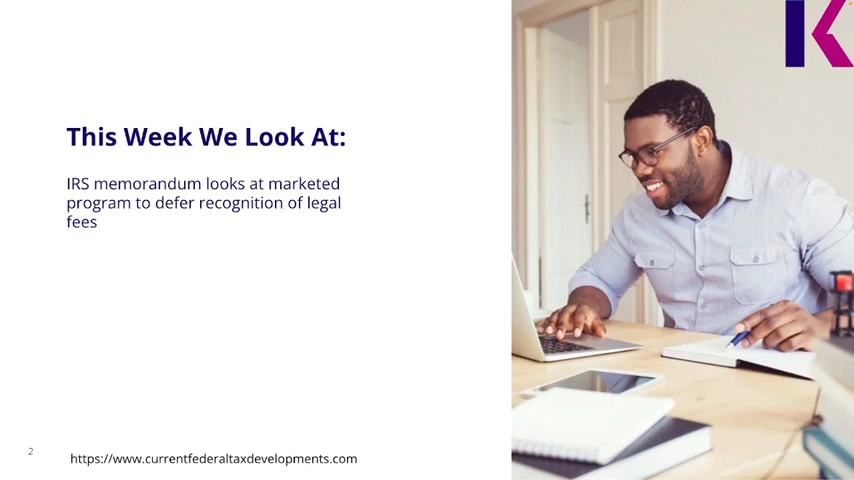 This Week We Look At:
IRS memorandum looks at marketed
program to defer recognition of legal
fees
2
https://www.currentfederaltaxdevelopments.com
K